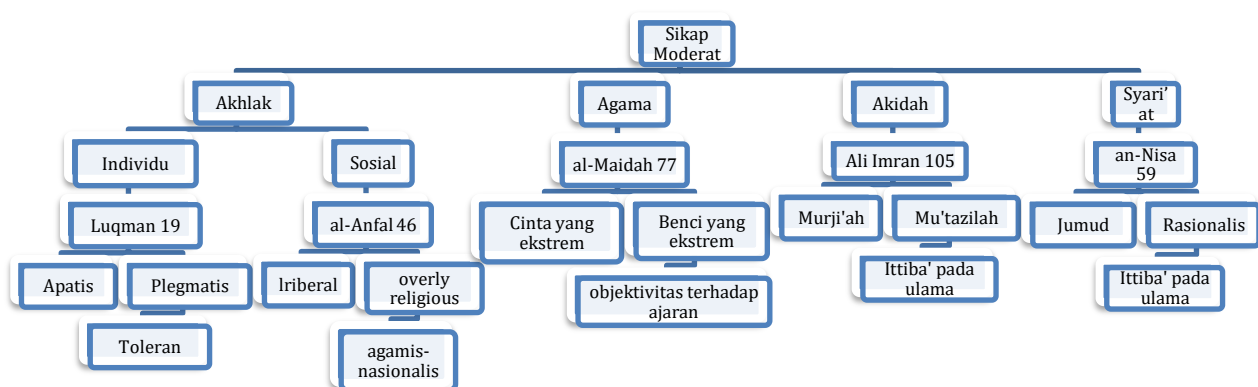 Sikap
Moderat
Akhlak
Agama
Akidah
Syari'
at
Individu
Sosial
al-Maidah 77
Ali Imran 105
an-Nisa
59
Luqman 19
al-Anfal 46
Cinta yang
ekstrem
Benci yang
ekstrem
Murji'ah
Mu'tazilah
Jumud
Rasionalis
Apatis
Plegmatis
lriberal
overly
religious
objektivitas terhadap
ajaran
Ittiba' pada
ulama
Ittiba' pada
ulama
Toleran
agamis-
nasionalis